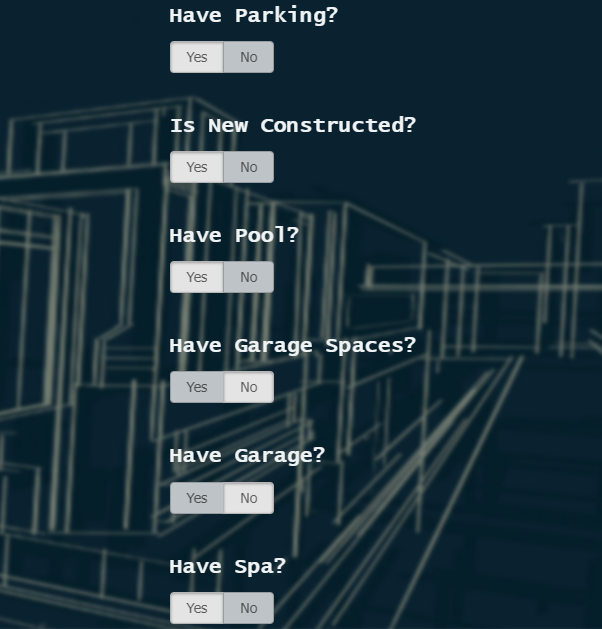 Have Parking?
Yes No
Is New Constructed?
Yes No
Have Pool?
Yes No
Have Garage Spaces?
Yes No
Have Garage?
Yes No
Have Spa?
Yes No